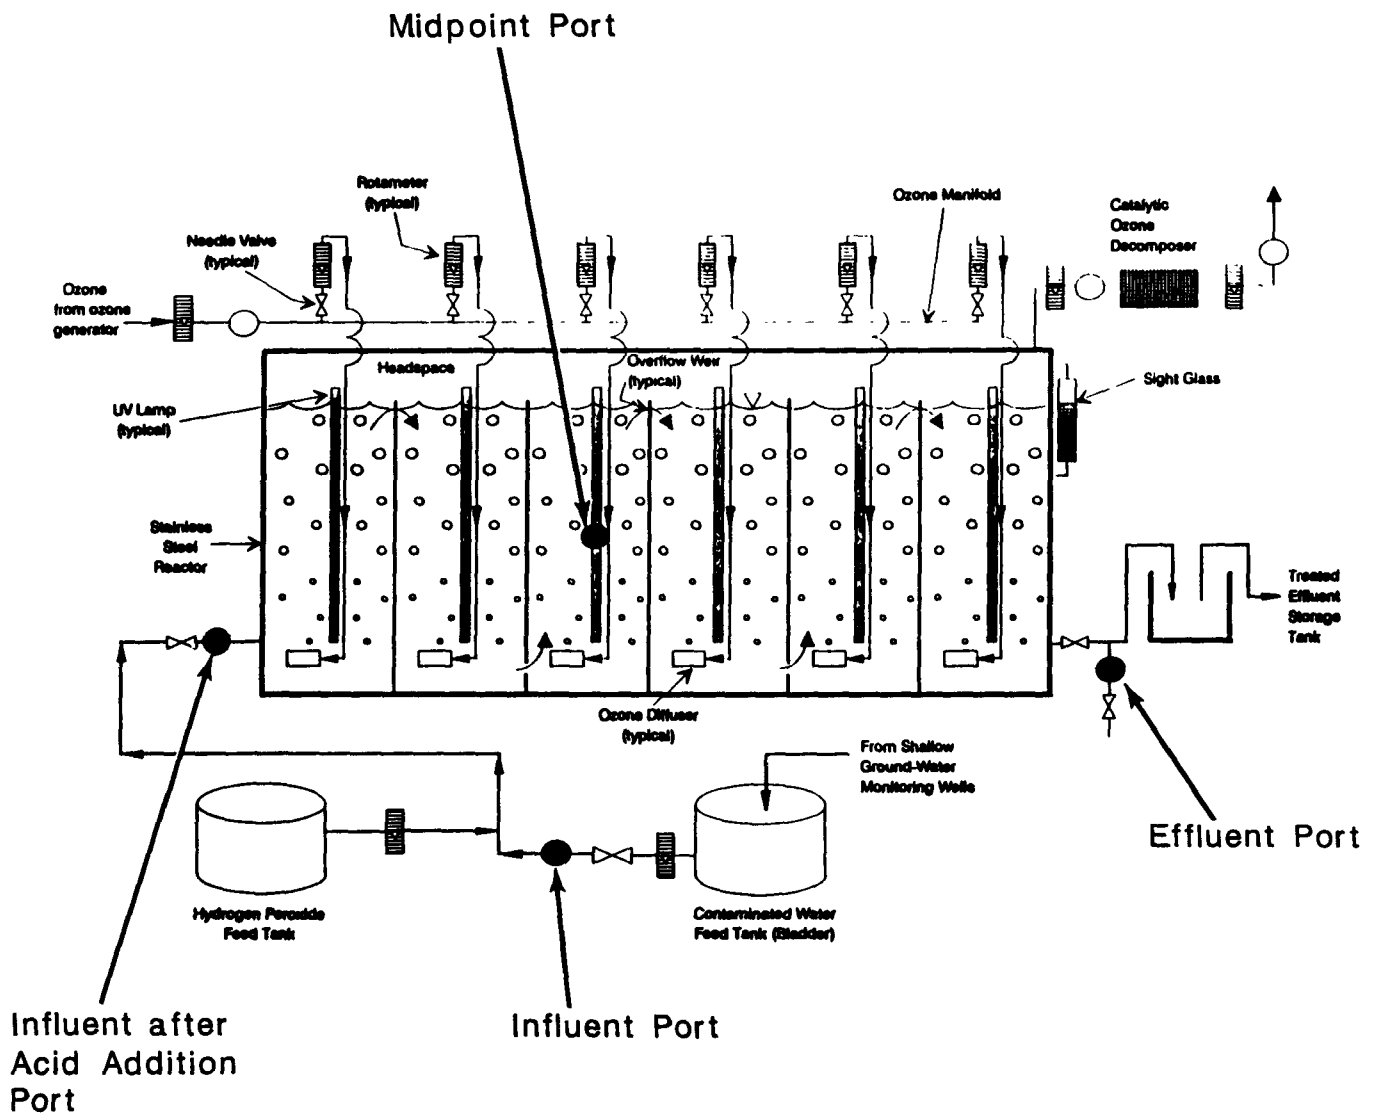 Midpoint Port
Rotameter
(typical)
Ozone Manifold
Catalytic
Ozone
Decomposer
Needle Valve
(typical)
Ozone
from ozone
generator
Headspace
Overflow Weir
(typical)
Sight Glass
UV Lamp
(typical)
Stainless
Steel
Reactor
Treated
Effluent
Storage
Tank
Ozone Diffuser
(typical)
From Shallow
Ground-Water
Monitoring Wells
Effluent Port
Hydrogen Peroxide
Feed Tank
Contaminated Water
Feed Tank (Bladder)
Influent after
Acid Addition
Port
Influent Port